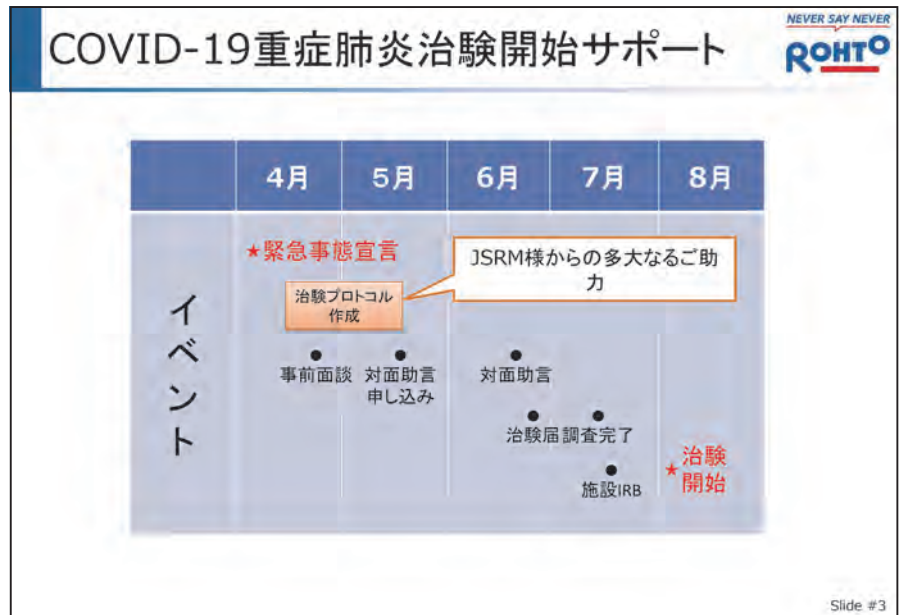 COVID-19重症肺炎治験開始サポート
NEVER SAY NEVER
ROHTO
4月 5月 6月 7月 8月
イベント
★緊急事態宣言
JSRM様からの多大なるご助
力
治験プロトコル
作成
事前面談 対面助言
申し込み
対面助言
治験届 調査完了
施設IRB
★治験
開始
Slide #3